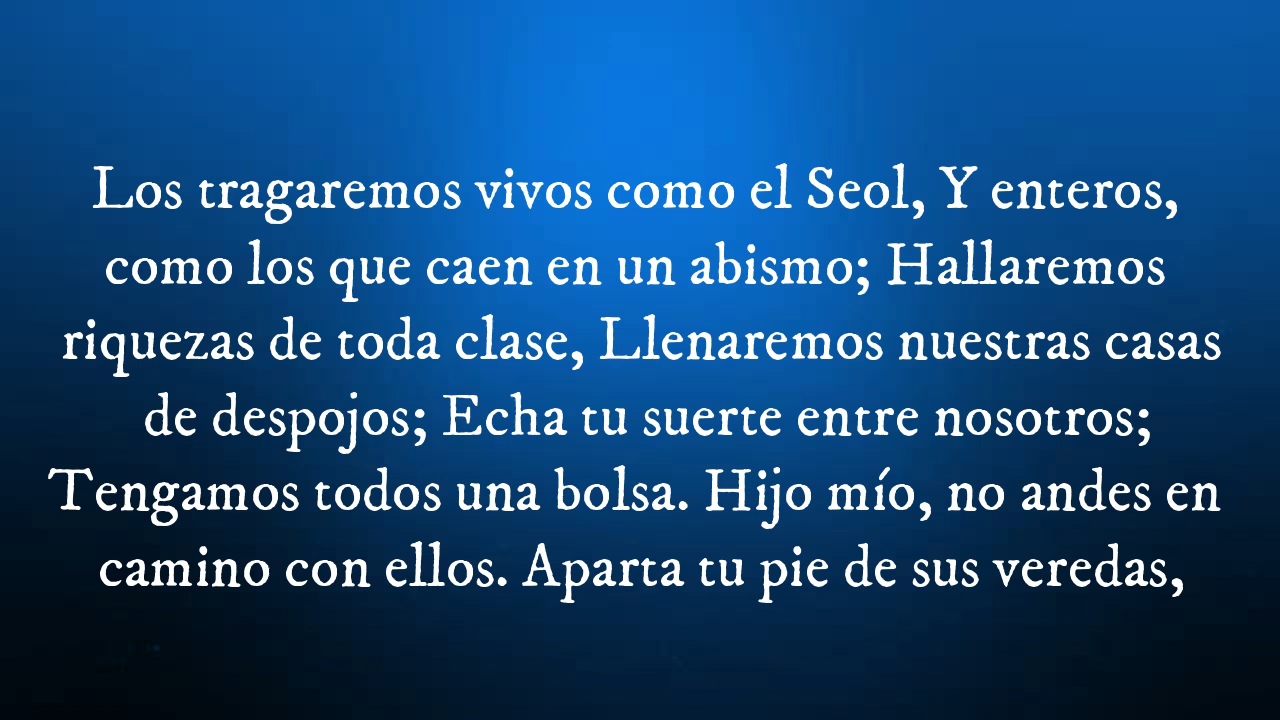 Los tragaremos vivos como el Seol, Y enteros,
como los que caen en un abismo; Hallaremos
riquezas de toda clase, Llenaremos nuestras casas
de despojos; Echa tu suerte entre nosotros;
Tengamos todos una bolsa. Hijo mío, no andes en
camino con ellos. Aparta tu pie de sus veredas,